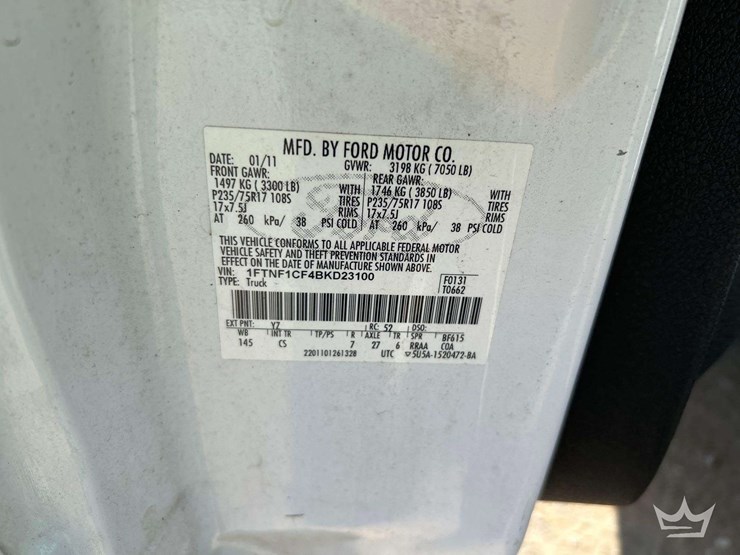 MFD. BY FORD MOTOR CO.
DATE: 01/11 GVWR: 3198 KG ( 7050 LB)
FRONT GAWR: REAR GAWR:
1497 KG ( 3300 LB) WITH 1746 KG ( 3850 LB) WITH
P235/75R17 108S TIRES P235/75R17 108S TIRES
17x7.5J RIMS 17x7.5J RIMS
AT 260 kPa/ 38 PSI COLD AT 260 kPa/ 38 PSI COLD
THIS VEHICLE CONFORMS TO ALL APPLICABLE FEDERAL MOTOR
VEHICLE SAFETY AND THEFT PREVENTION STANDARDS IN
EFFECT ON THE DATE OF MANUFACTURE SHOWN ABOVE.
VIN: 1FTNF1CF4BKD23100 F0131
TYPE: Truck T0662
EXT PNT: YZ RC: 52 DSO:
WB INT TR TP/PS R AXLE TR SPR BF615
145 CS 7 27 6 RRAA COA
2201101261328 UTC 5U5A-1520472-BA